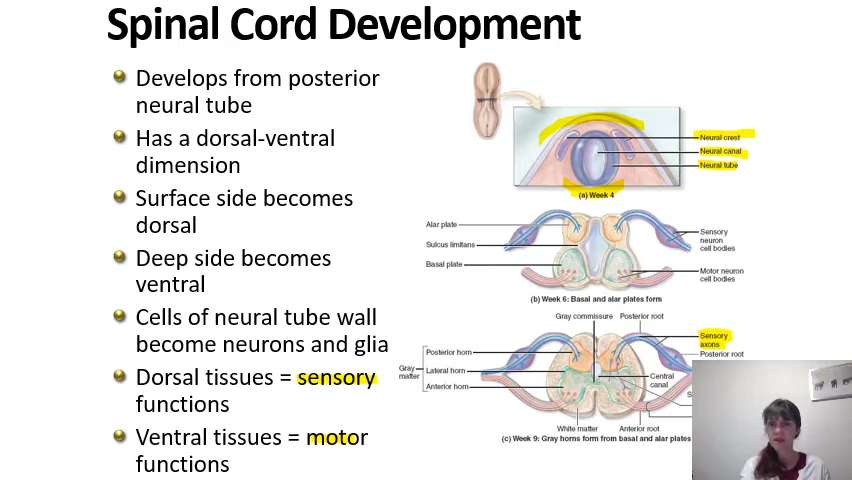 Spinal Cord Development
Develops from posterior
neural tube
Has a dorsal-ventral
dimension
Surface side becomes
dorsal
Deep side becomes
ventral
Cells of neural tube wall
become neurons and glia
Dorsal tissues = sensory
functions
Ventral tissues = motor
functions
Neural crest
Neural canal
Neural tube
(a) Week 4
Alar plate
Sulcus limitans
Basal plate
Sensory
neuron
cell bodies
Motor neuron
cell bodies
(b) Week 6: Basal and alar plates form
Gray commissure
Posterior root
Sensory
axons
Posterior root
Posterior horn
Gray
matter
Lateral horn
Anterior horn
Central
canal
S
White matter
Anterior root
(c) Week 9: Gray horns form from basal and alar plates